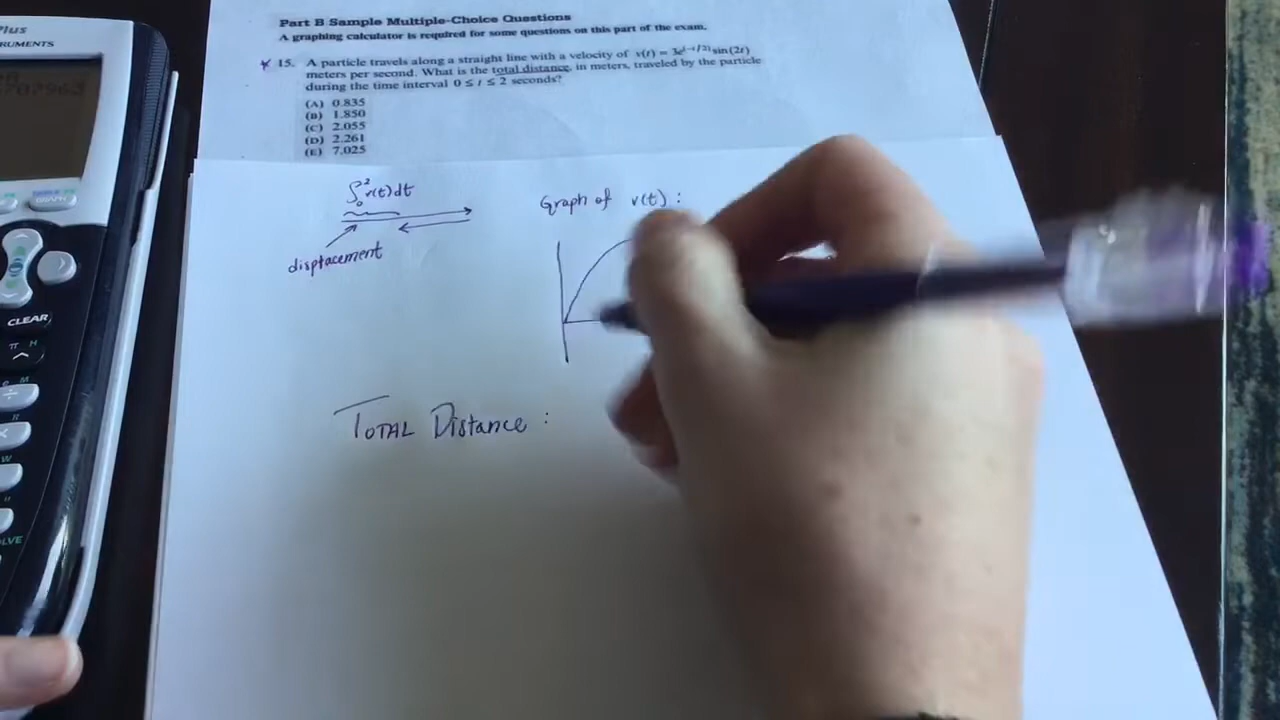 Plus
RUMENTS
Part B Sample Multiple-Choice Questions
A graphing calculator is required for some questions on this part of the exam.
15. A particle travels along a straight line with a velocity of v(t) = 3e^(-t/2) sin(2t)
meters per second. What is the total distance, in meters, traveled by the particle
during the time interval 0 ≤ t ≤ 2 seconds?
(A) 0.835
(B) 1.850
(C) 2.055
(D) 2.261
(E) 7.025
∫₀² v(t)dt
displacement
Graph of v(t):
TOTAL Distance:
CLEAR